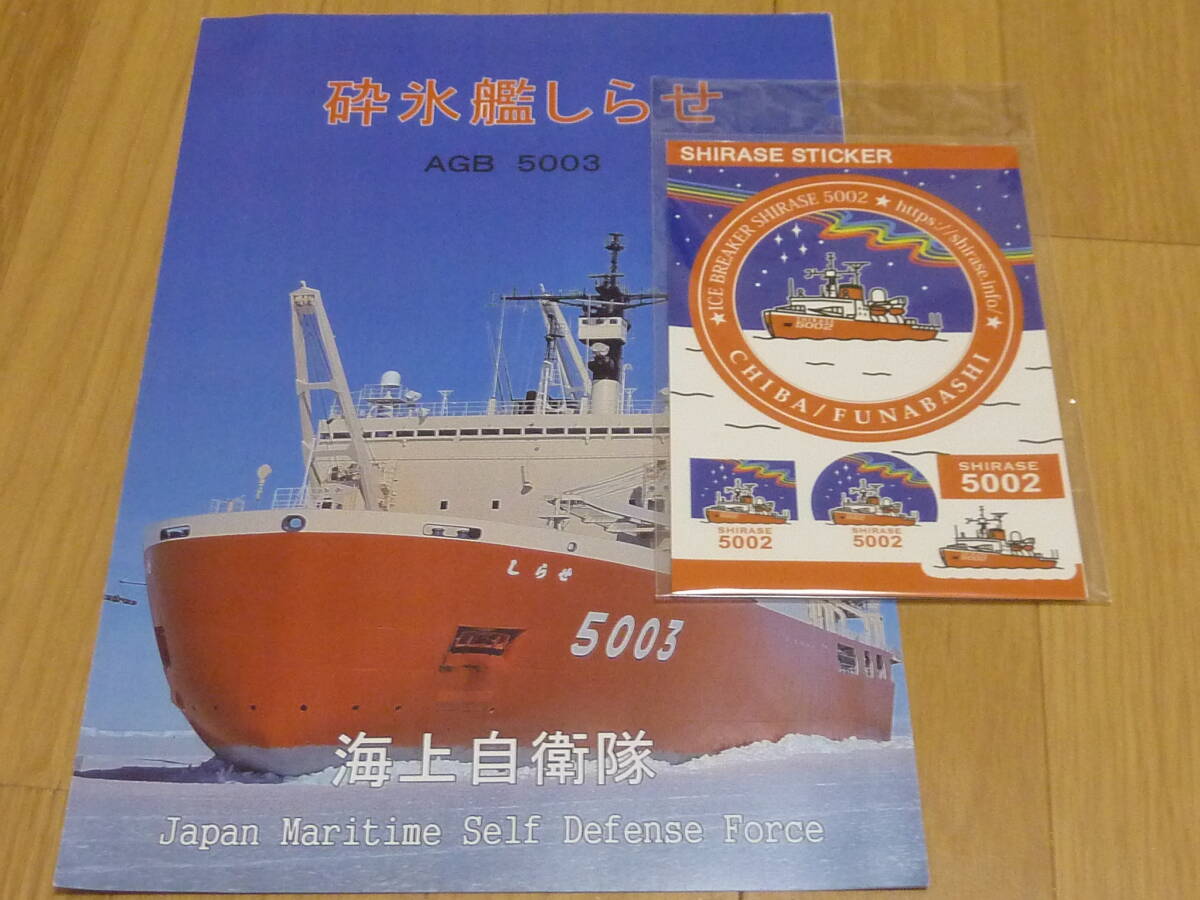 砕氷艦しらせ
AGB 5003
しらせ
5003
海上自衛隊
Japan Maritime Self Defense Force
SHIRASE STICKER
★ICE BREAKER SHIRASE 5002 ★ https://shirase.info/★
CHIBA/FUNABASHI
5002
SHIRASE
5002
SHIRASE
5002
SHIRASE
5002